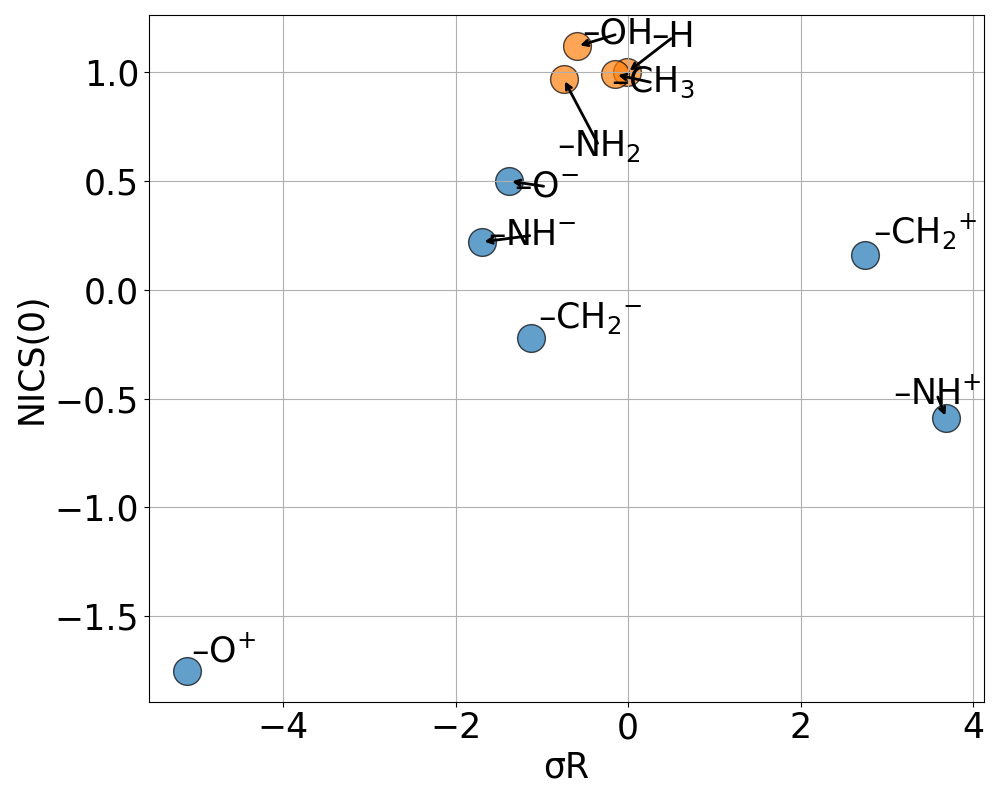 –OH
–H
–CH₃
–NH₂
–O⁻
–NH⁻
–CH₂⁺
–CH₂⁻
–NH⁺
–O⁺
1.0
0.5
0.0
−0.5
−1.0
−1.5
NICS(0)
−4
−2
0
2
4
σR